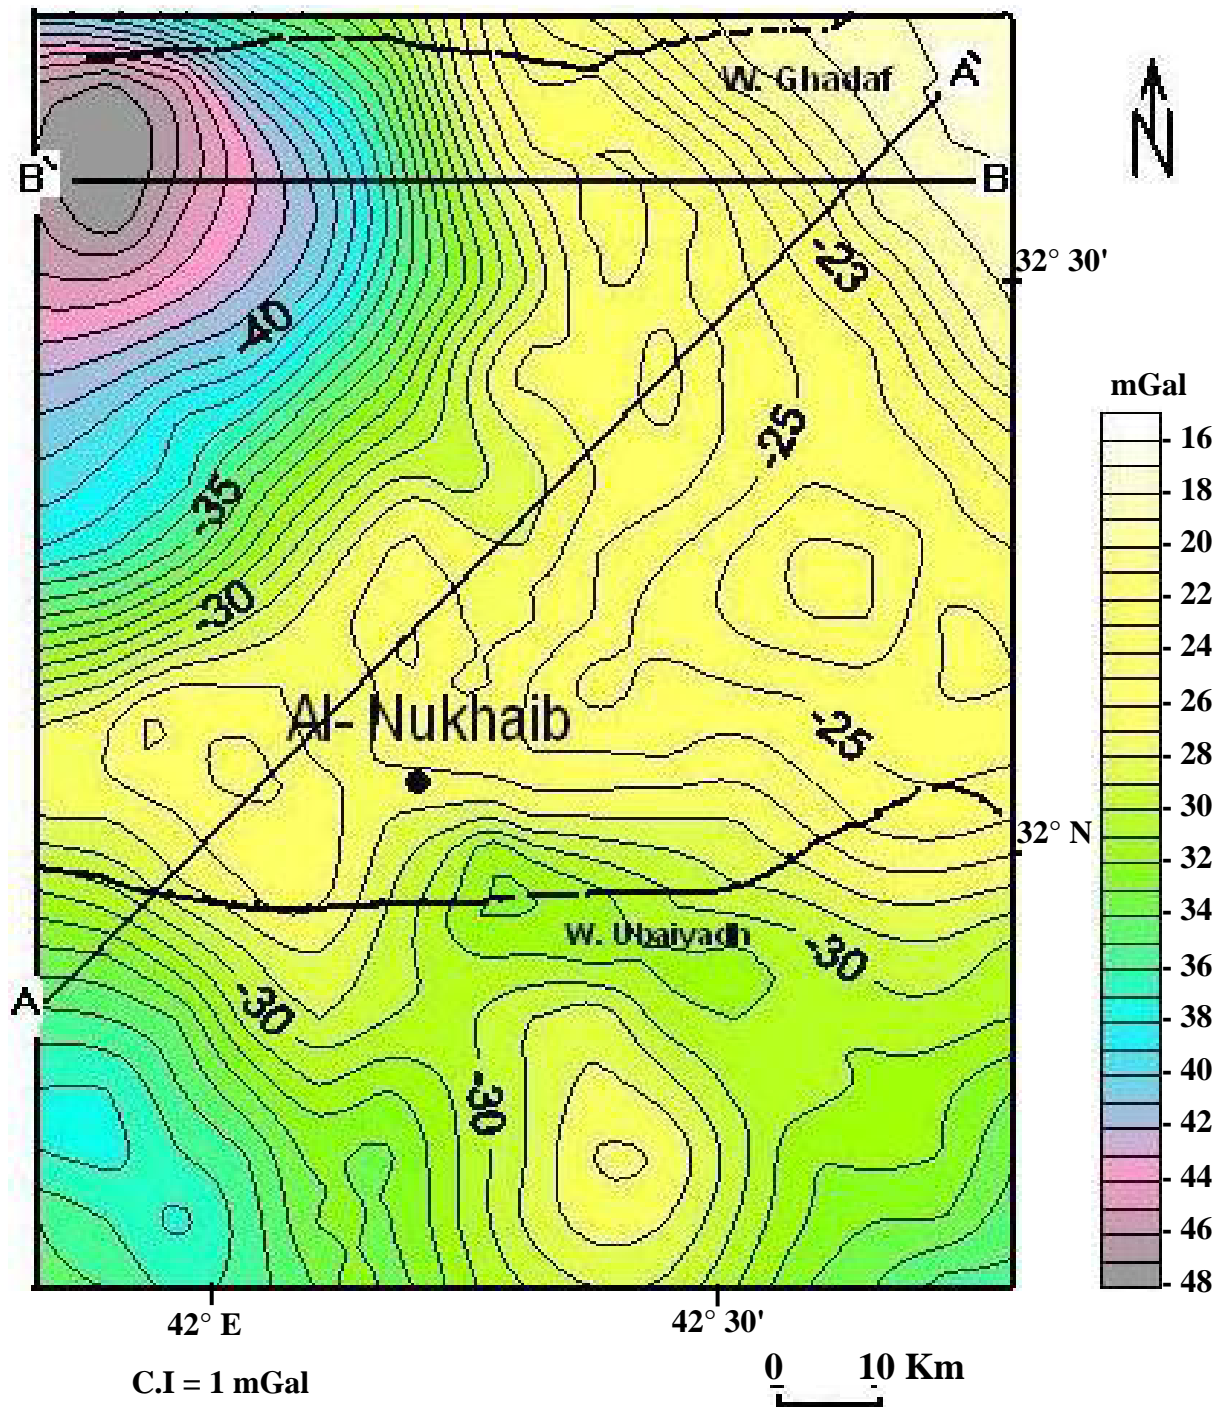 W. Ghadaf
A`
N
B`
B
-23
32° 30'
-40
mGal
-25
- 16
- 18
- 20
- 22
- 24
- 26
- 28
- 30
- 32
- 34
- 36
- 38
- 40
- 42
- 44
- 46
- 48
-35
-30
Al- Nukhaib
-25
32° N
W. Ubaiyadh
-30
A
-30
-30
42° E
42° 30'
C.I = 1 mGal
0 10 Km